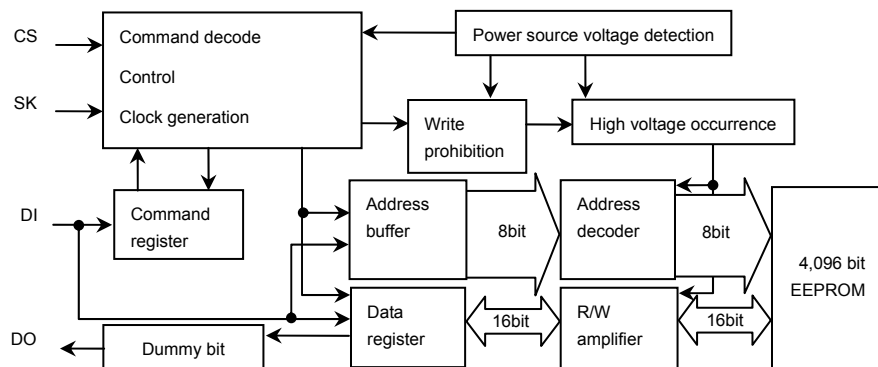 CS
Command decode
Power source voltage detection
Control
SK
Clock generation
Write
prohibition
High voltage occurrence
DI
Command
register
Address
buffer
8bit
Address
decoder
8bit
4,096 bit
EEPROM
Data
register
16bit
R/W
amplifier
16bit
DO
Dummy bit